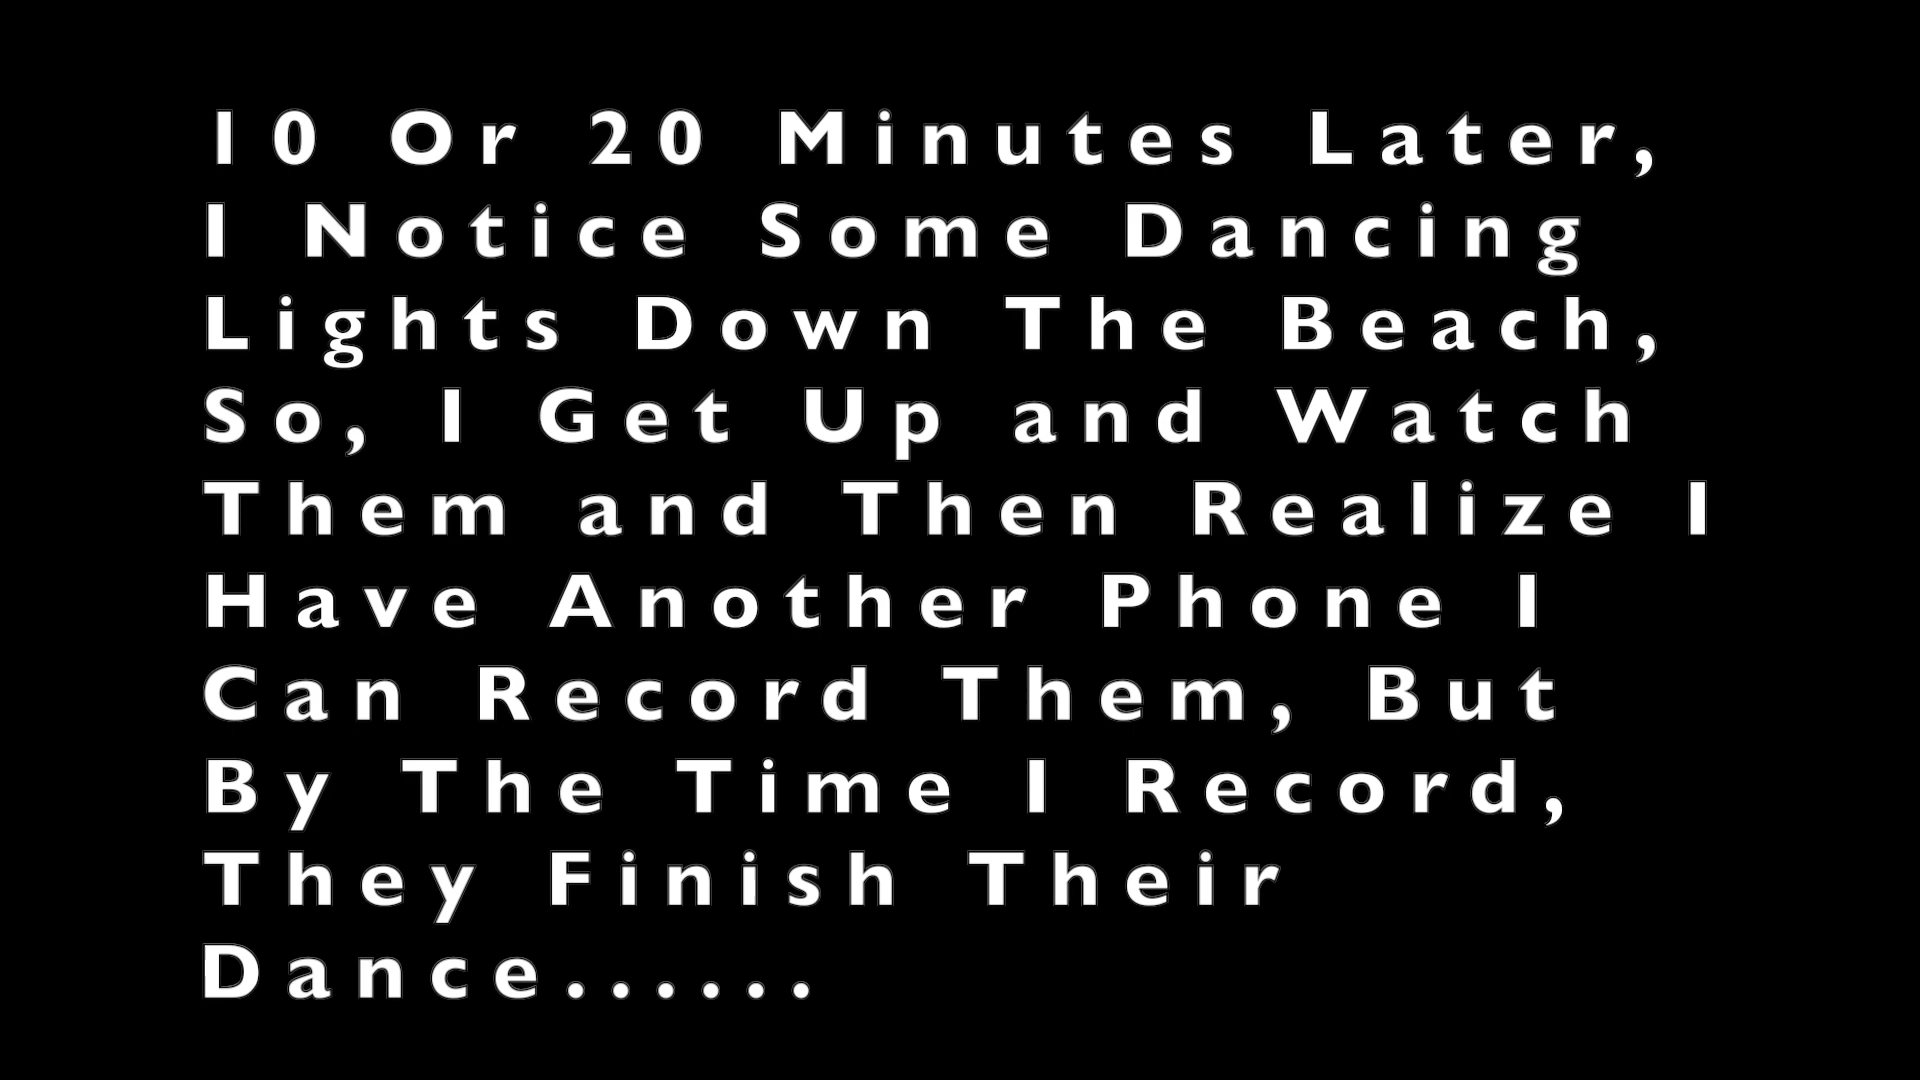 10 Or 20 Minutes Later,
I Notice Some Dancing
Lights Down The Beach,
So, I Get Up and Watch
Them and Then Realize I
Have Another Phone I
Can Record Them, But
By The Time I Record,
They Finish Their
Dance......